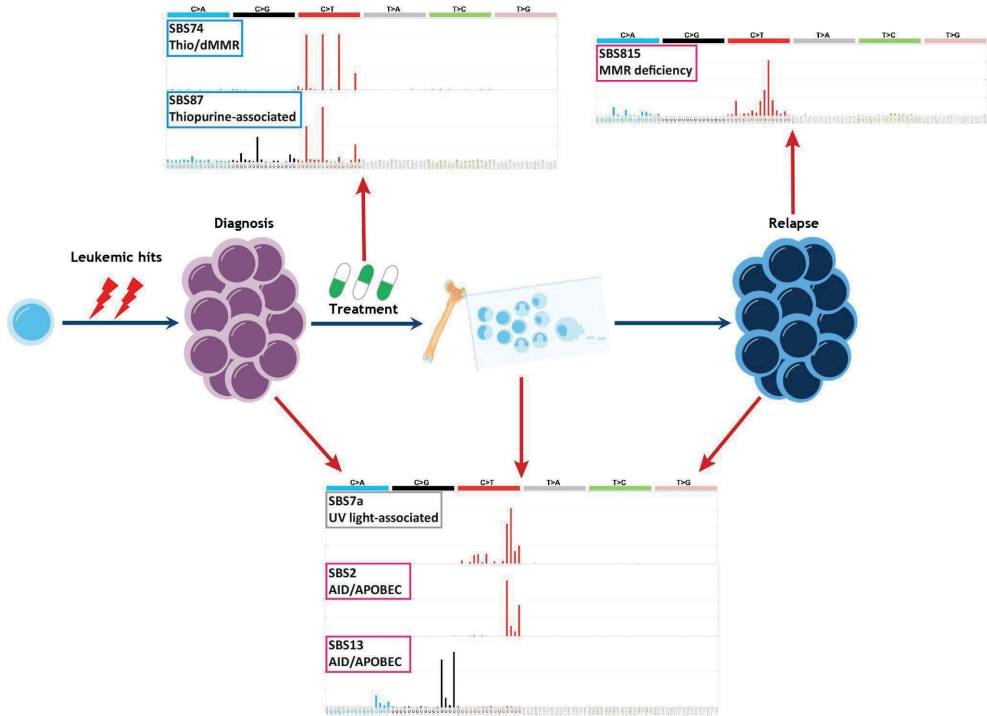 C>A C>G C>T T>A T>C T>G
SBS74
Thio/dMMR
SBS87
Thiopurine-associated
C>A C>G C>T T>A T>C T>G
SBS815
MMR deficiency
Diagnosis
Relapse
Leukemic hits
Treatment
C>A C>G C>T T>A T>C T>G
SBS7a
UV light-associated
SBS2
AID/APOBEC
SBS13
AID/APOBEC